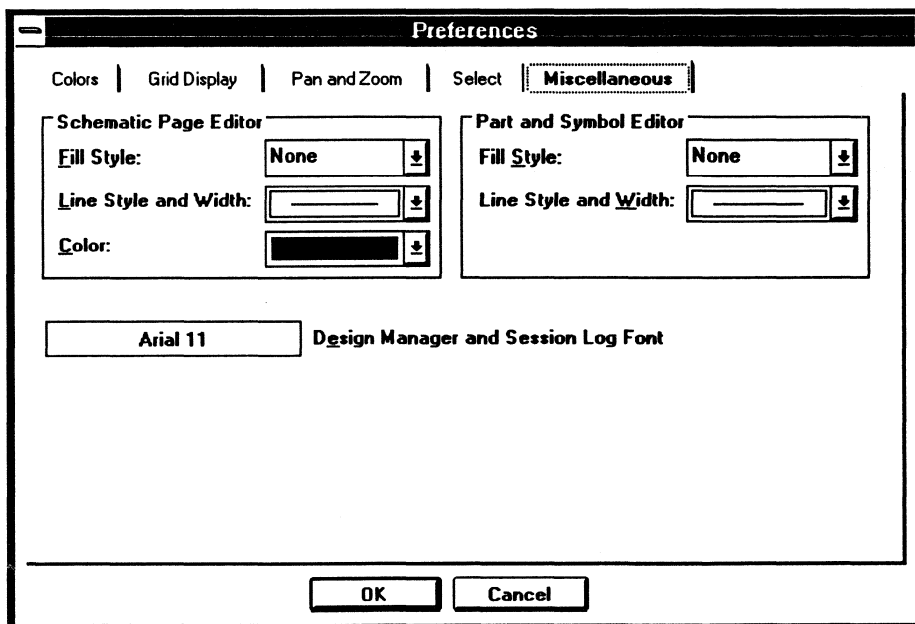 Preferences
Colors
Grid Display
Pan and Zoom
Select
Miscellaneous
Schematic Page Editor
Fill Style:
None
Line Style and Width:
Color:
Part and Symbol Editor
Fill Style:
None
Line Style and Width:
Arial 11
Design Manager and Session Log Font
OK
Cancel